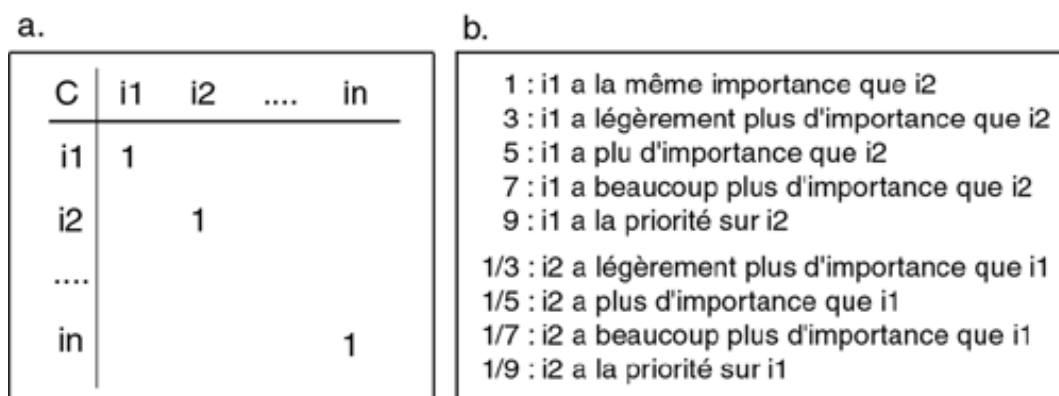 a.
C i1 i2 .... in
i1 1
i2 1
....
in 1
b.
1 : i1 a la même importance que i2
3 : i1 a légèrement plus d'importance que i2
5 : i1 a plu d'importance que i2
7 : i1 a beaucoup plus d'importance que i2
9 : i1 a la priorité sur i2
1/3 : i2 a légèrement plus d'importance que i1
1/5 : i2 a plus d'importance que i1
1/7 : i2 a beaucoup plus d'importance que i1
1/9 : i2 a la priorité sur i1